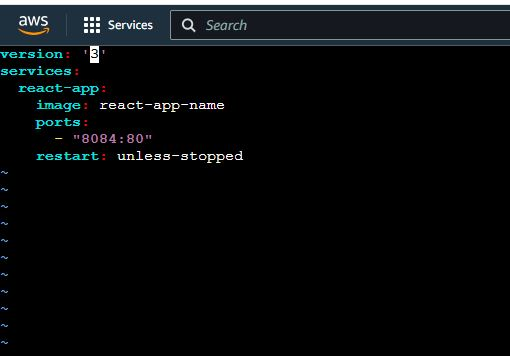 aws Services Search
version: '3'
services:
  react-app:
    image: react-app-name
    ports:
      - "8084:80"
    restart: unless-stopped
~
~
~
~
~
~
~
~
~
~
~